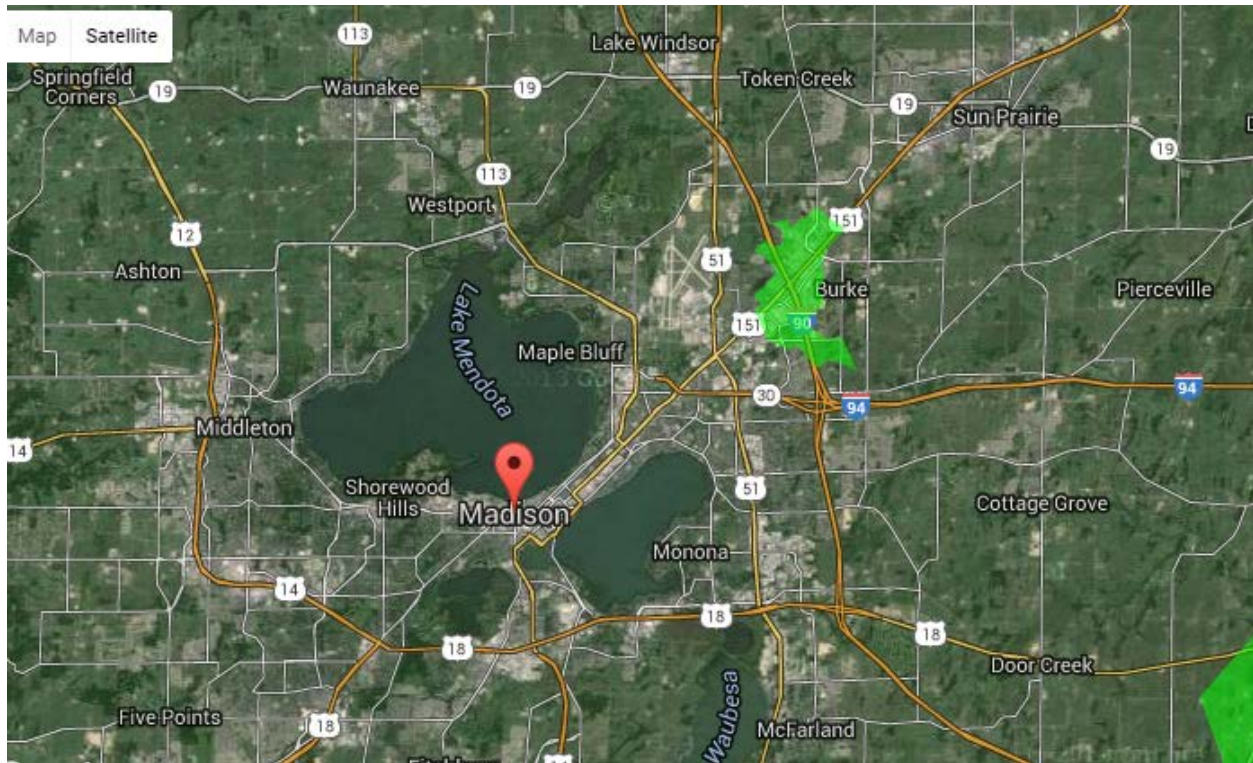 Map
Satellite
113
Lake Windsor
Springfield
Corners
19
Waunakee
19
Token Creek
19
Sun Prairie
19
113
Westport
151
12
51
Ashton
Burke
Pierceville
Lake Mendota
151
90
Maple Bluff
30
94
94
14
Middleton
Shorewood
Hills
Madison
51
Cottage Grove
Monona
14
18
18
18
Door Creek
Five Points
18
McFarland
Waubesa